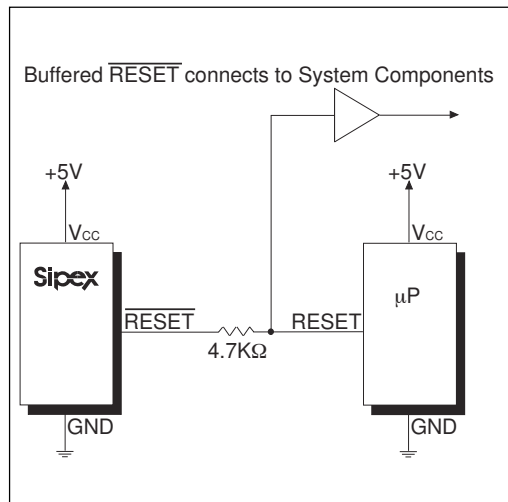 Buffered RESET connects to System Components
+5V
+5V
VCC
VCC
Sipex
μP
RESET
RESET
4.7KΩ
GND
GND